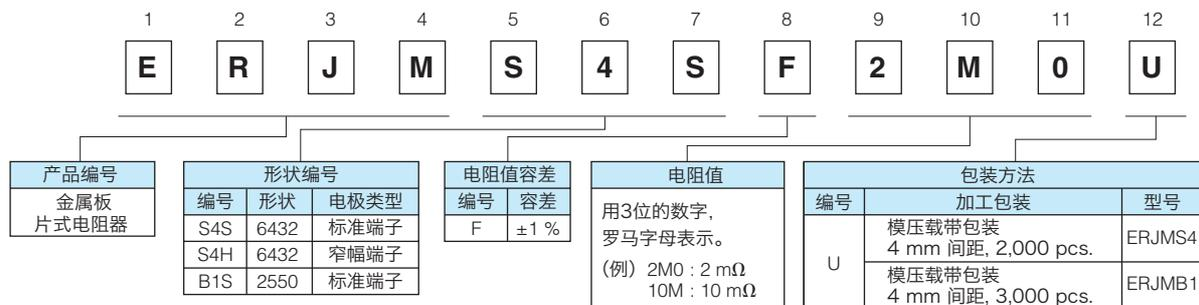 1 2 3 4 5 6 7 8 9 10 11 12
E R J M S 4 S F 2 M 0 U
产品编号
金属板
片式电阻器
形状编号
编号 形状 电极类型
S4S 6432 标准端子
S4H 6432 窄幅端子
B1S 2550 标准端子
电阻值容差
编号 容差
F ±1 %
电阻值
用3位的数字,
罗马字母表示。
(例) 2M0 : 2 mΩ
10M : 10 mΩ
包装方法
编号 加工包装 型号
U
模压载带包装
4 mm 间距, 2,000 pcs.
ERJMS4
模压载带包装
4 mm 间距, 3,000 pcs.
ERJMB1